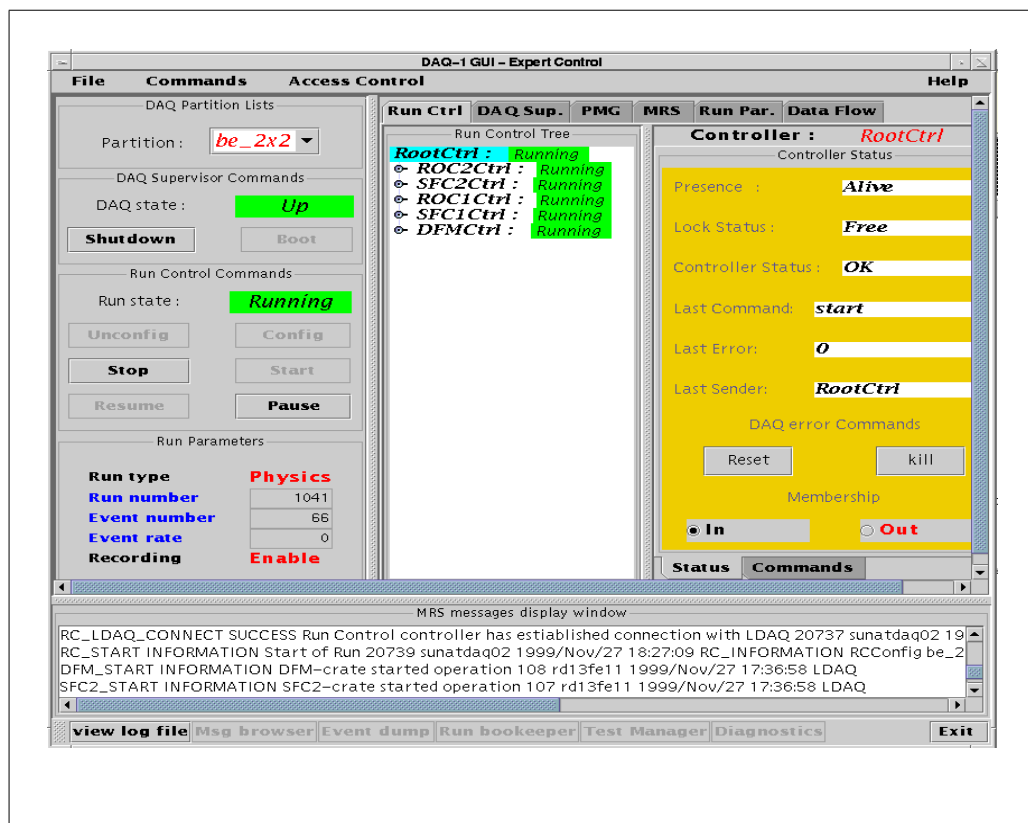 DAQ-1 GUI - Expert Control
File Commands Access Control Help
DAQ Partition Lists
Partition : be_2x2
DAQ Supervisor Commands
DAQ state : Up
Shutdown Boot
Run Control Commands
Run state : Running
Unconfig Config
Stop Start
Resume Pause
Run Parameters
Run type Physics
Run number 1041
Event number 66
Event rate 0
Recording Enable
Run Ctrl DAQ Sup. PMG MRS Run Par. Data Flow
Run Control Tree
RootCtrl : Running
ROC2Ctrl : Running
SFC2Ctrl : Running
ROC1Ctrl : Running
SFC1Ctrl : Running
DFMCtrl : Running
Controller : RootCtrl
Controller Status
Presence : Alive
Lock Status : Free
Controller Status : OK
Last Command: start
Last Error: 0
Last Sender: RootCtrl
DAQ error Commands
Reset kill
Membership
In Out
Status Commands
MRS messages display window
RC_LDAQ_CONNECT SUCCESS Run Control controller has estiablished connection with LDAQ 20737 sunatdaq02 19
RC_START INFORMATION Start of Run 20739 sunatdaq02 1999/Nov/27 18:27:09 RC_INFORMATION RCConfig be_2
DFM_START INFORMATION DFM-crate started operation 108 rd13fe11 1999/Nov/27 17:36:58 LDAQ
SFC2_START INFORMATION SFC2-crate started operation 107 rd13fe11 1999/Nov/27 17:36:58 LDAQ
view log file Msg browser Event dump Run bookeeper Test Manager Diagnostics Exit